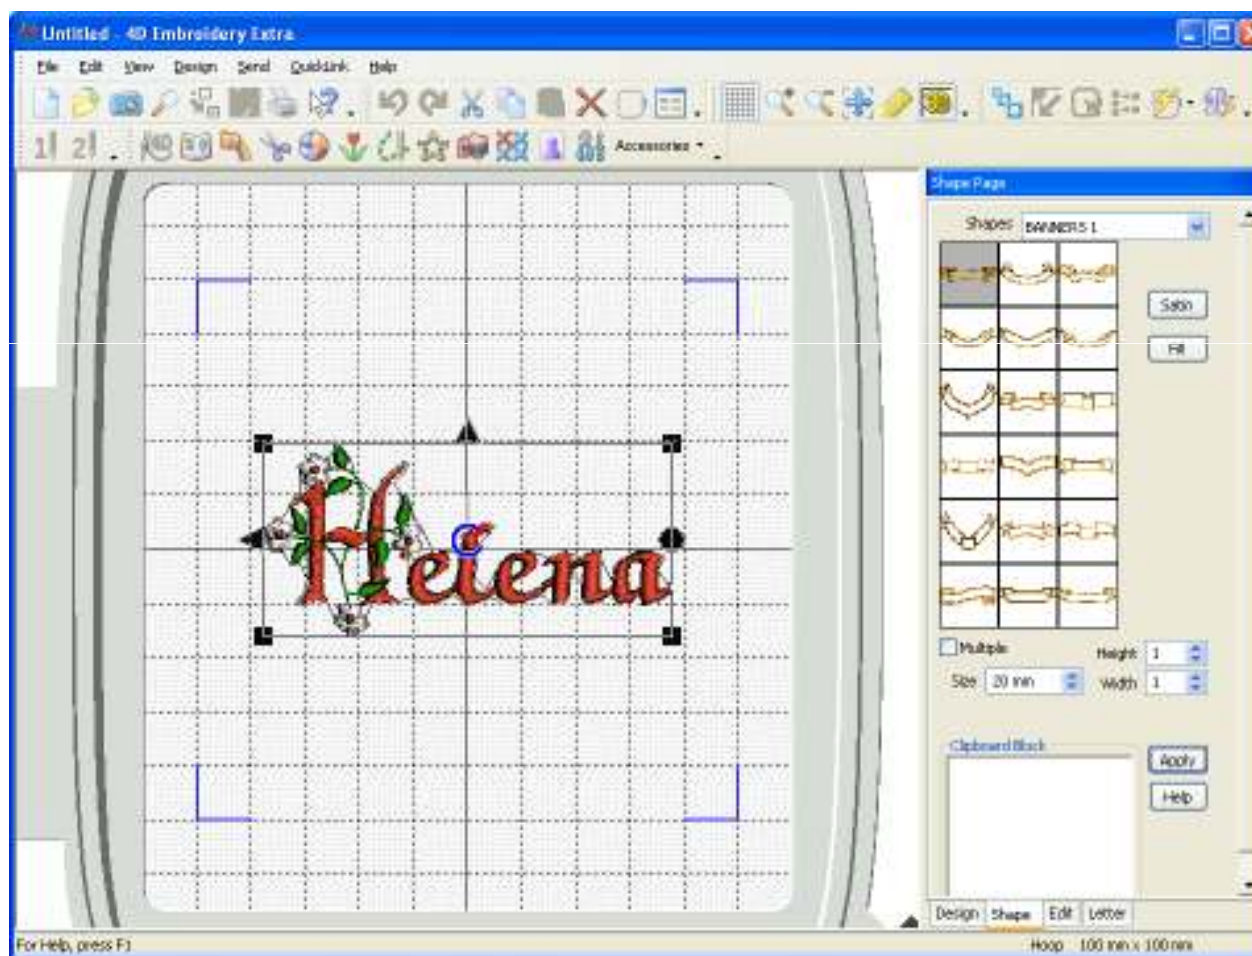 Untitled - 4D Embroidery Extra
File Edit View Design Send QuickLink Help
1 2 Accessories
Shape Page
Shapes BANNERS 1
Satin
Fill
Helena
Multiple
Height 1
Size 20 mm
Width 1
Clipboard Block
Apply
Help
Design Shape Edit Letter
For Help, press F1
Hoop 100 mm x 100 mm